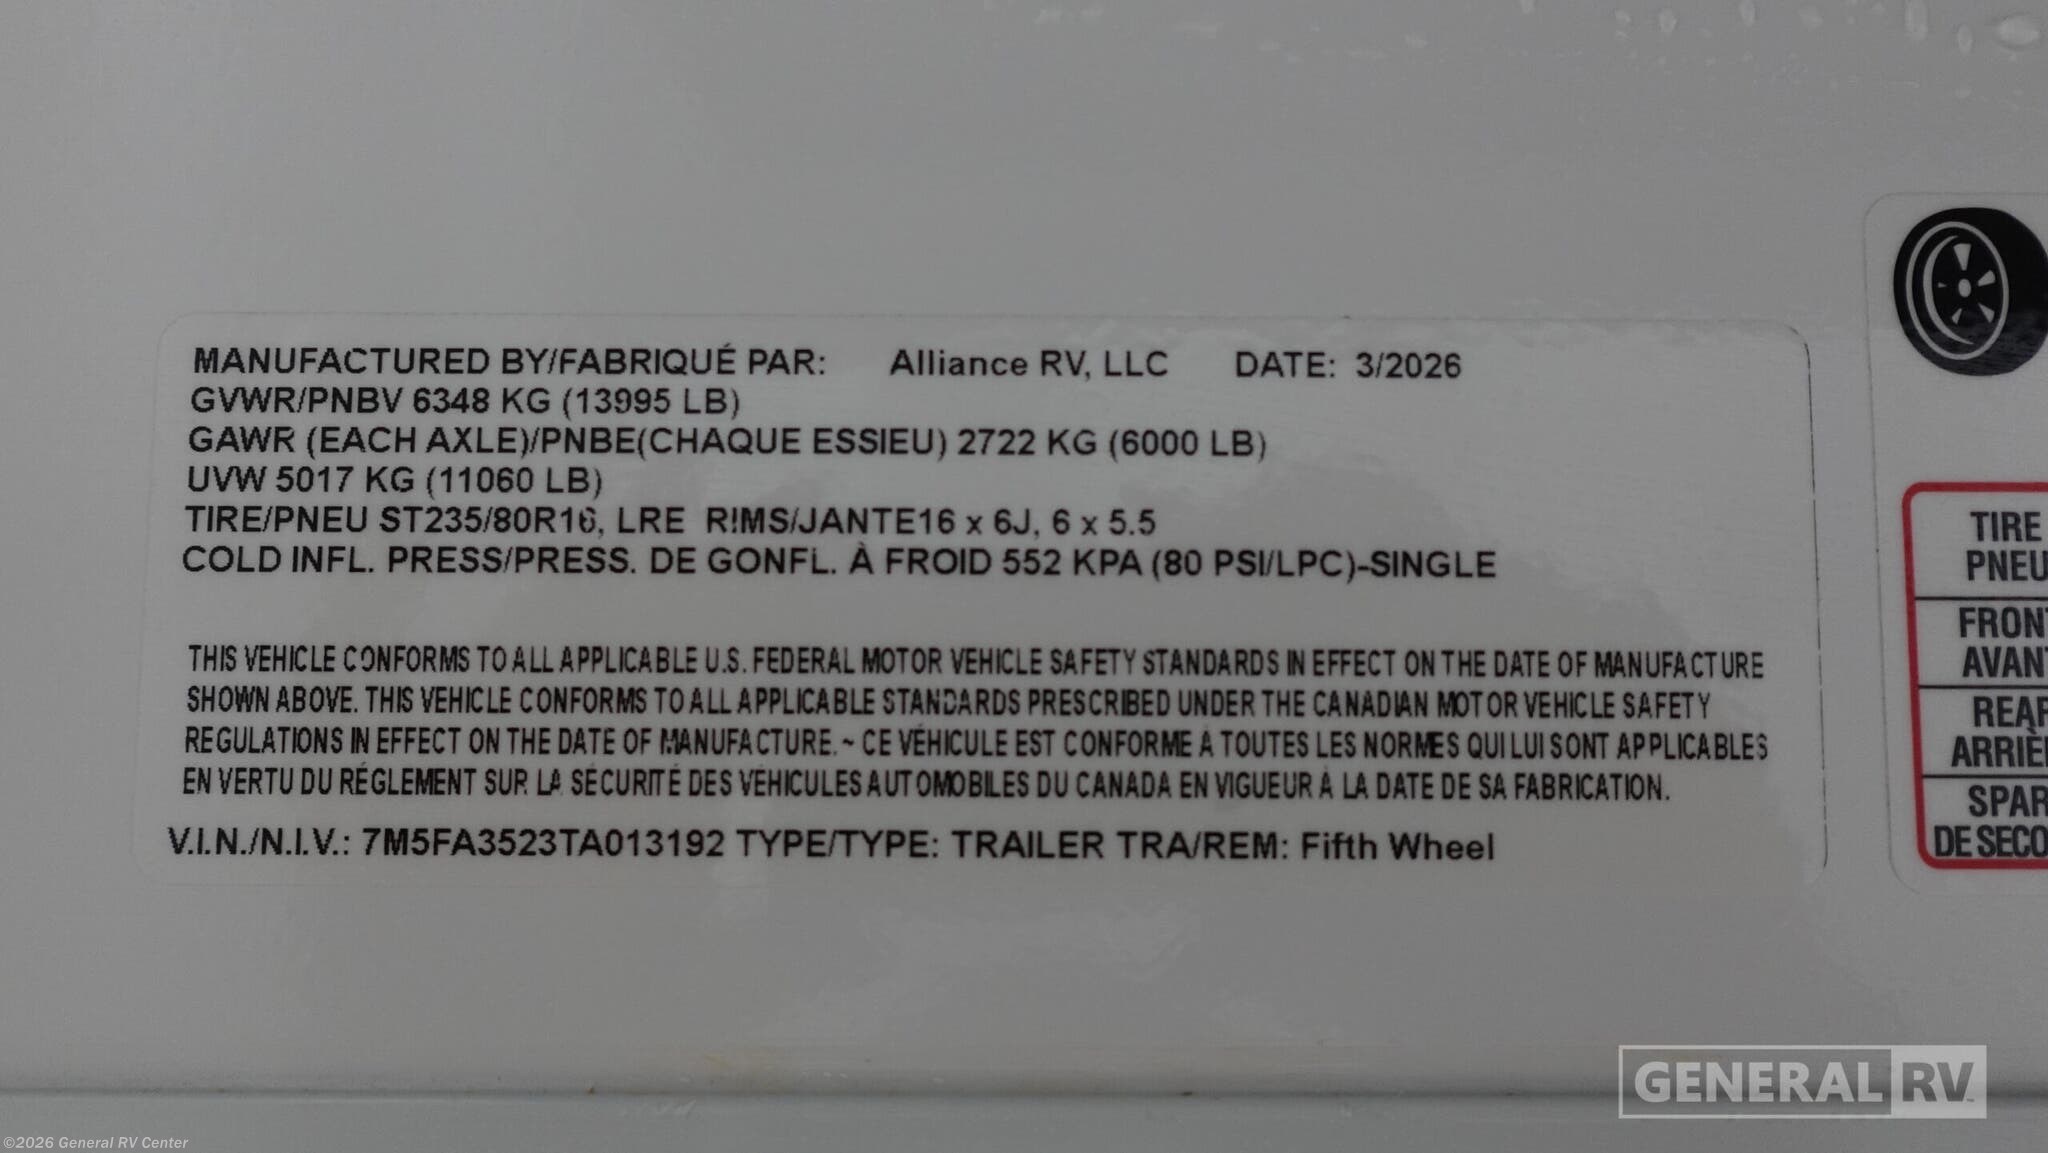 MANUFACTURED BY/FABRIQUÉ PAR: Alliance RV, LLC DATE: 3/2026
GVWR/PNBV 6348 KG (13995 LB)
GAWR (EACH AXLE)/PNBE(CHAQUE ESSIEU) 2722 KG (6000 LB)
UVW 5017 KG (11060 LB)
TIRE/PNEU ST235/80R16, LRE RIMS/JANTE16 x 6J, 6 x 5.5
COLD INFL. PRESS/PRESS. DE GONFL. À FROID 552 KPA (80 PSI/LPC)-SINGLE
THIS VEHICLE CONFORMS TO ALL APPLICABLE U.S. FEDERAL MOTOR VEHICLE SAFETY STANDARDS IN EFFECT ON THE DATE OF MANUFACTURE
SHOWN ABOVE. THIS VEHICLE CONFORMS TO ALL APPLICABLE STANDARDS PRESCRIBED UNDER THE CANADIAN MOTOR VEHICLE SAFETY
REGULATIONS IN EFFECT ON THE DATE OF MANUFACTURE. ~ CE VÉHICULE EST CONFORME À TOUTES LES NORMES QUI LUI SONT APPLICABLES
EN VERTU DU RÉGLEMENT SUR LA SÉCURITÉ DES VÉHICULES AUTOMOBILES DU CANADA EN VIGUEUR À LA DATE DE SA FABRICATION.
V.I.N./N.I.V.: 7M5FA3523TA013192 TYPE/TYPE: TRAILER TRA/REM: Fifth Wheel
TIRE
PNEU
FRONT
AVANT
REAR
ARRIÈ
SPAR
DE SECO
GENERAL RV
©2026 General RV Center